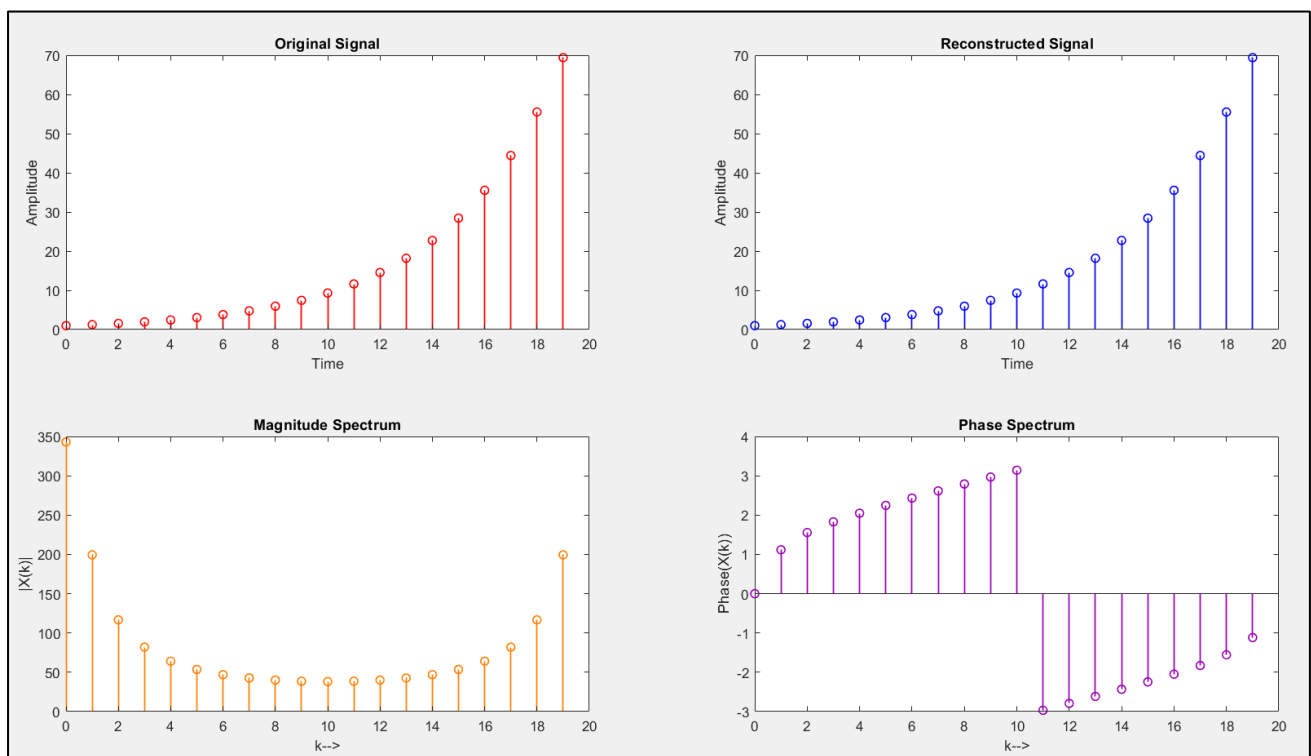 Original Signal
70
60
50
40
30
20
10
0
Amplitude
0 2 4 6 8 10 12 14 16 18 20
Time
Reconstructed Signal
70
60
50
40
30
20
10
0
Amplitude
0 2 4 6 8 10 12 14 16 18 20
Time
Magnitude Spectrum
350
300
250
200
150
100
50
0
|X(k)|
0 2 4 6 8 10 12 14 16 18 20
k-->
Phase Spectrum
4
3
2
1
0
-1
-2
-3
Phase(X(k))
0 2 4 6 8 10 12 14 16 18 20
k-->